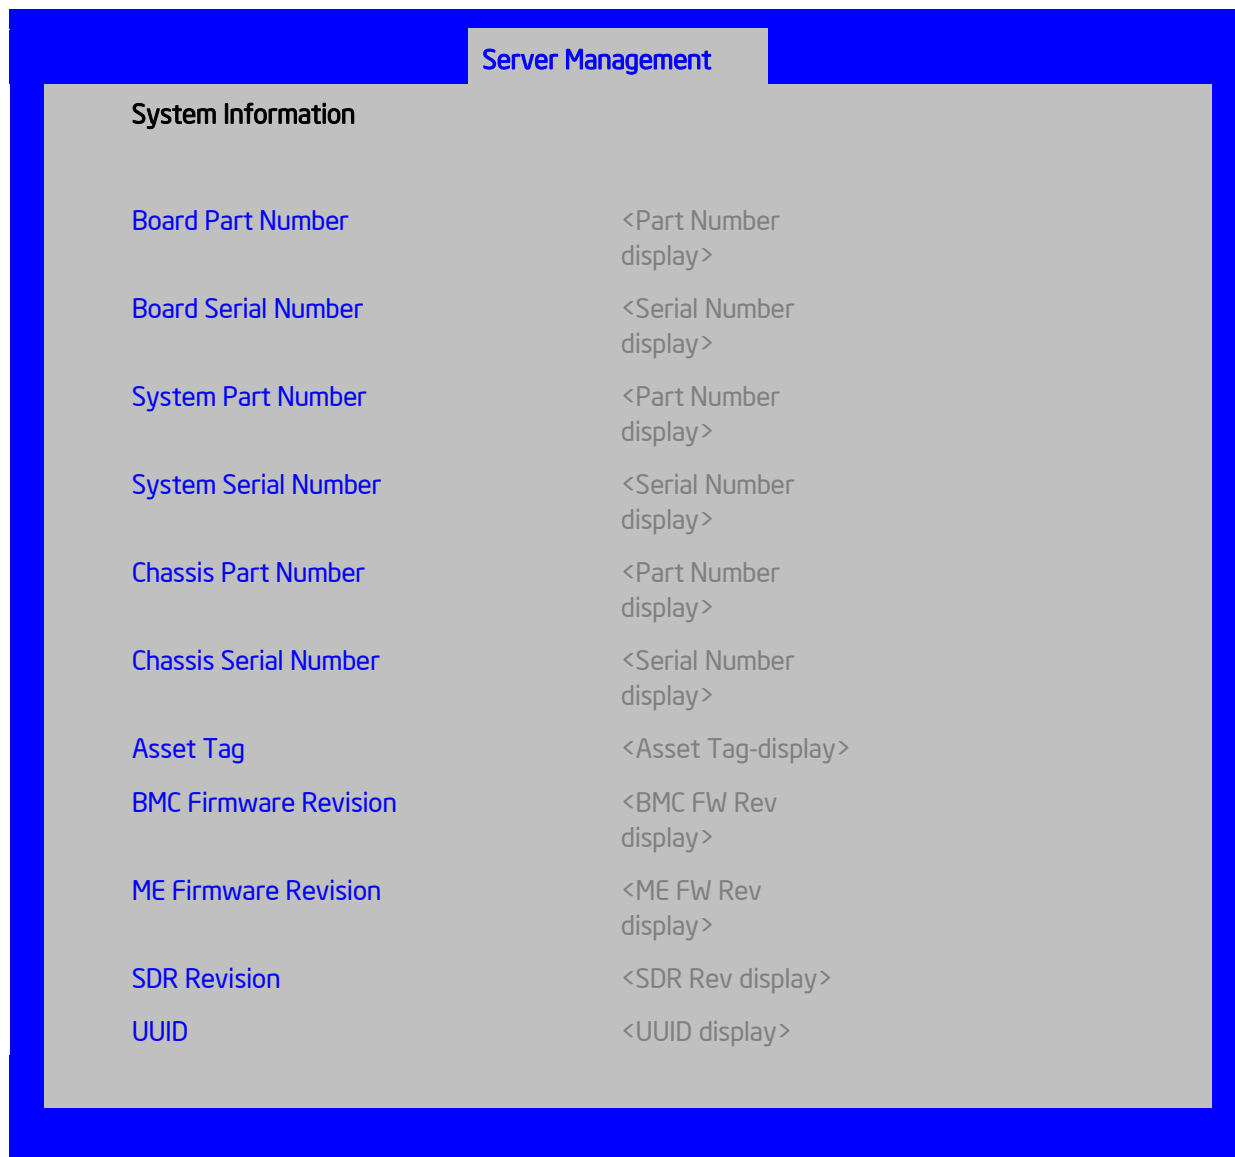 Server Management
System Information
Board Part Number <Part Number
display>
Board Serial Number <Serial Number
display>
System Part Number <Part Number
display>
System Serial Number <Serial Number
display>
Chassis Part Number <Part Number
display>
Chassis Serial Number <Serial Number
display>
Asset Tag <Asset Tag-display>
BMC Firmware Revision <BMC FW Rev
display>
ME Firmware Revision <ME FW Rev
display>
SDR Revision <SDR Rev display>
UUID <UUID display>